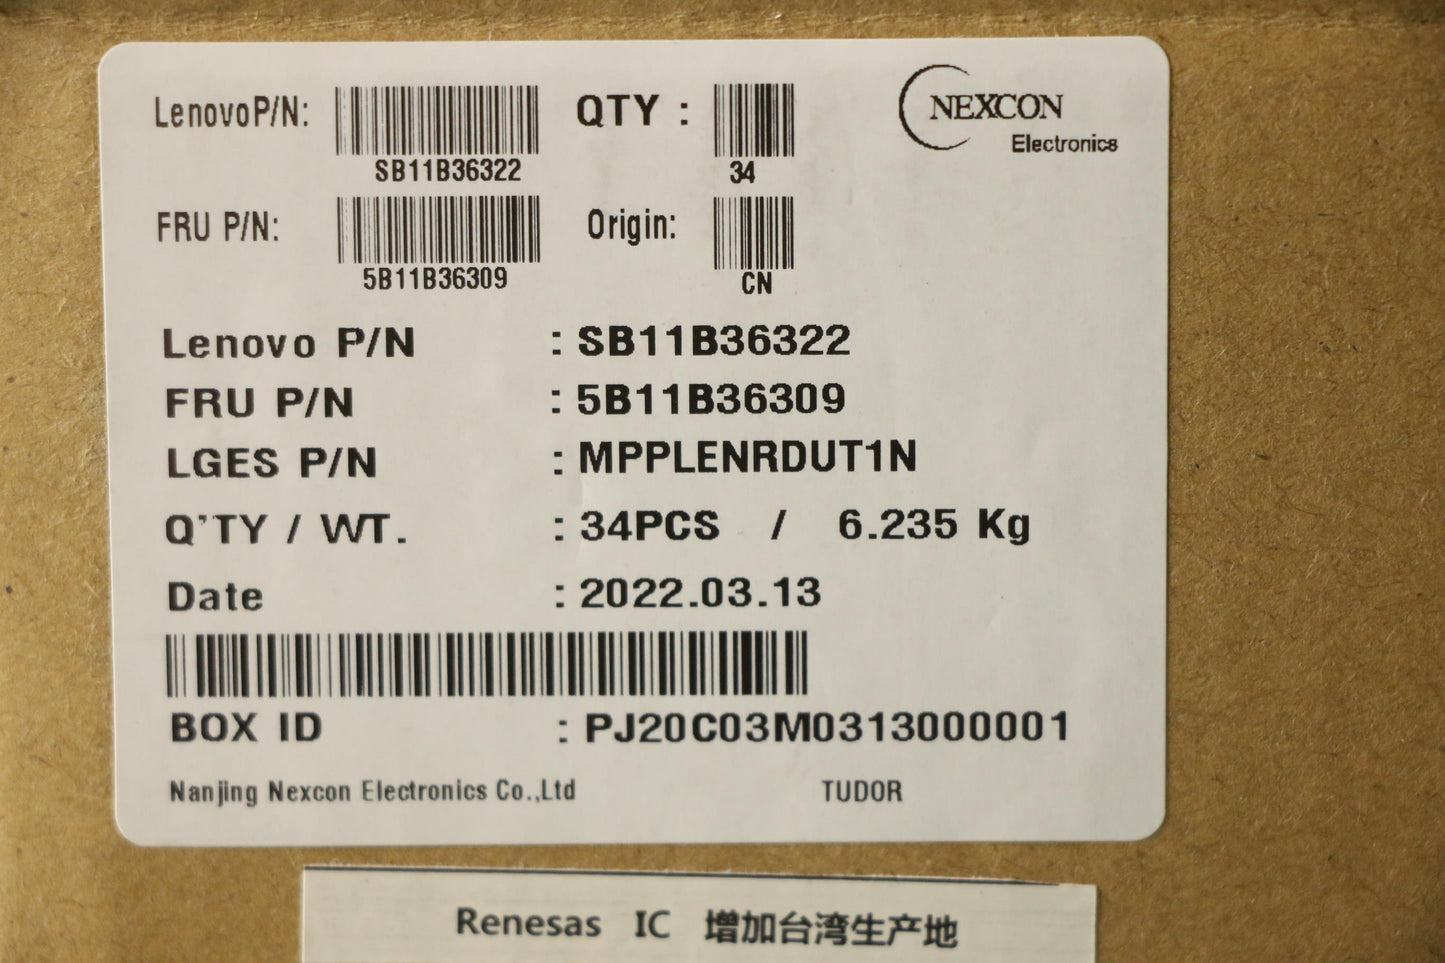 LenovoP/N: SB11B36322 QTY : 34 NEXCON
Electronics
FRU P/N: 5B11B36309 Origin: CN
Lenovo P/N : SB11B36322
FRU P/N : 5B11B36309
LGES P/N : MPPLENRDUT1N
Q'TY / WT. : 34PCS / 6.235 Kg
Date : 2022.03.13
BOX ID : PJ20C03M0313000001
Nanjing Nexcon Electronics Co.,Ltd TUDOR
Renesas IC 增加台湾生产地